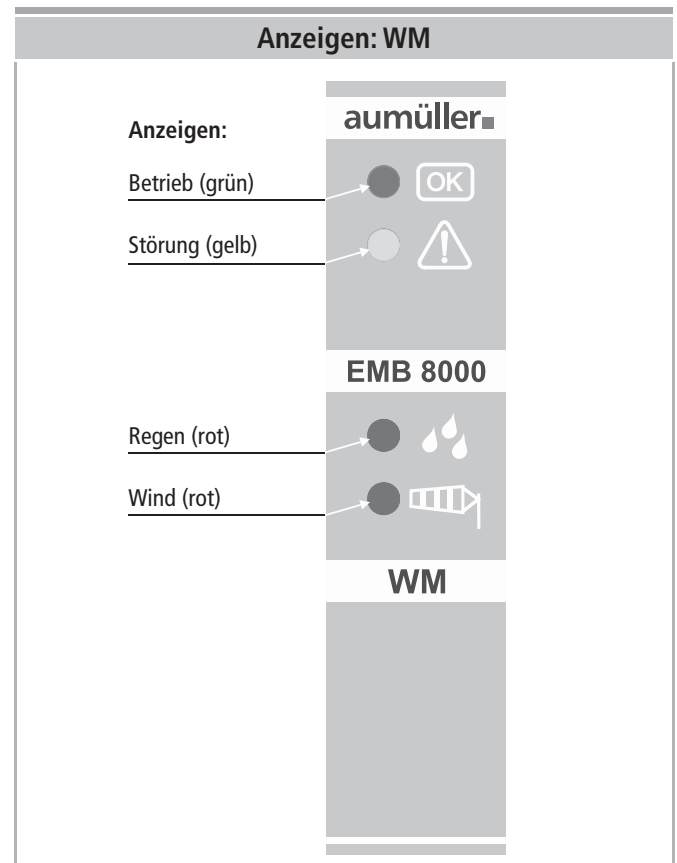 Anzeigen: WM
aumüller
Anzeigen:
Betrieb (grün)
OK
Störung (gelb)
EMB 8000
Regen (rot)
Wind (rot)
WM